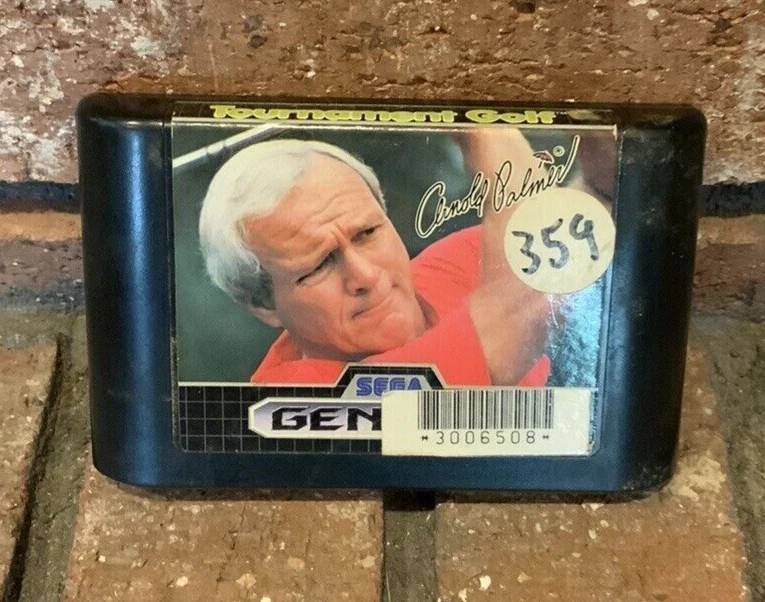 Tournament Golf
Arnold Palmer
359
SEGA
GEN
*3006508*